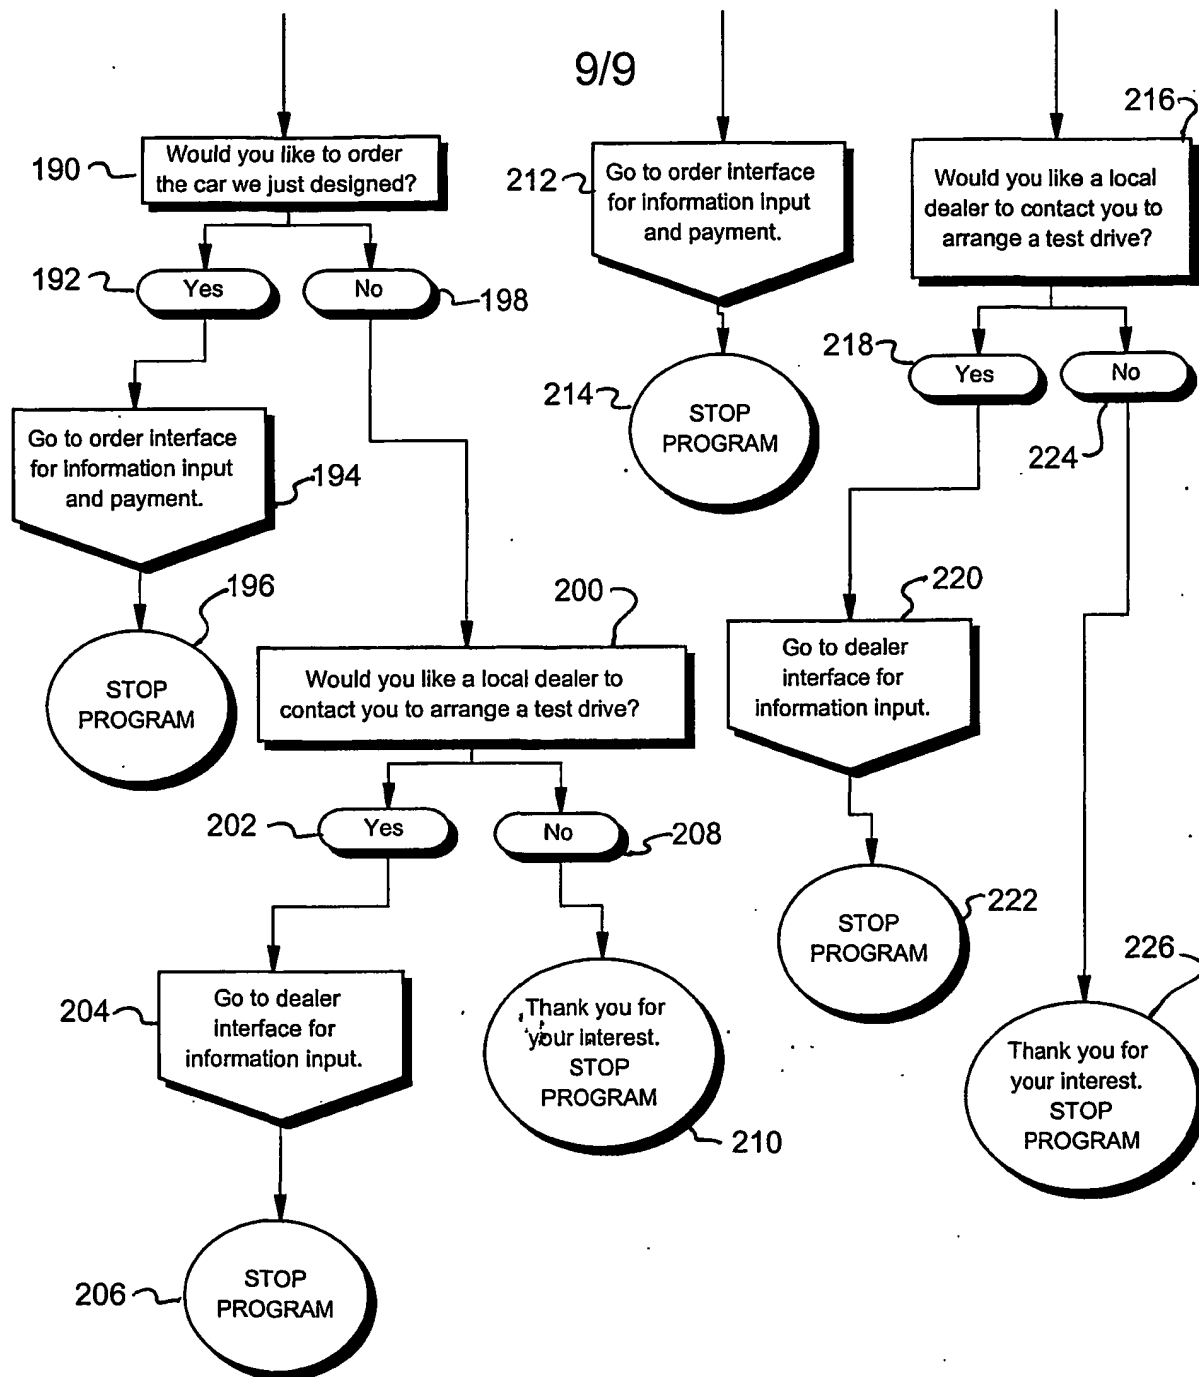 9/9
216
190
Would you like to order
the car we just designed?
212
Go to order interface
for information input
and payment.
Would you like a local
dealer to contact you to
arrange a test drive?
192
Yes
No
198
218
Yes
No
224
214
STOP
PROGRAM
Go to order interface
for information input
and payment.
194
196
STOP
PROGRAM
200
Would you like a local dealer to
contact you to arrange a test drive?
220
Go to dealer
interface for
information input.
202
Yes
No
208
STOP
PROGRAM
222
226
204
Go to dealer
interface for
information input.
Thank you for
your interest.
STOP
PROGRAM
210
Thank you for
your interest.
STOP
PROGRAM
206
STOP
PROGRAM